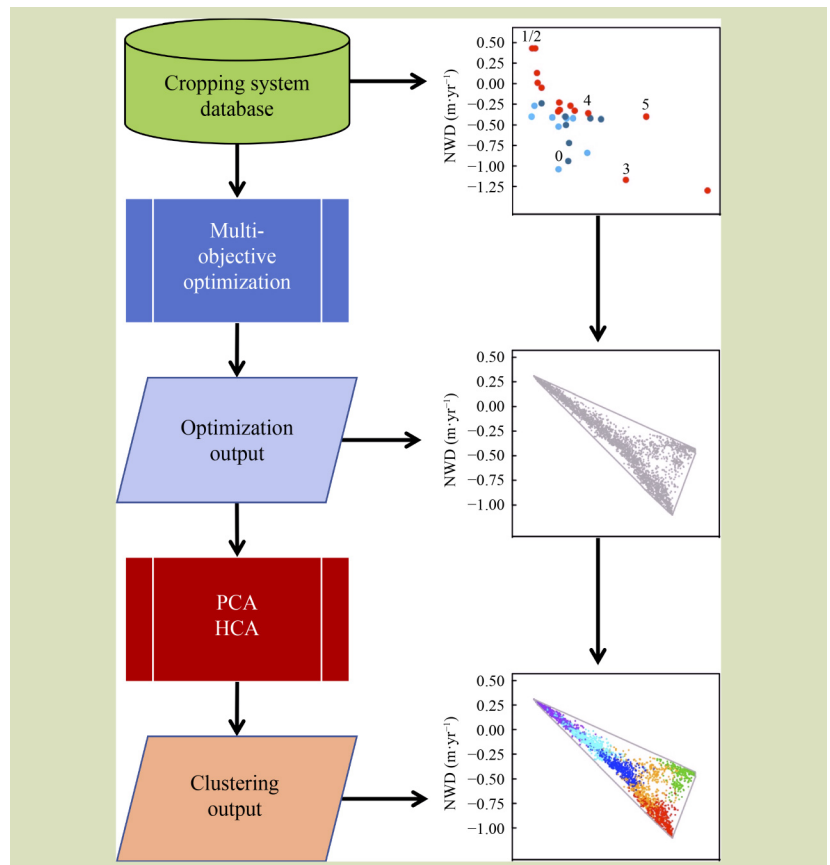 Cropping system
database
Multi-
objective
optimization
Optimization
output
PCA
HCA
Clustering
output
NWD (m·yr⁻¹)
0.50
0.25
0.00
−0.25
−0.50
−0.75
−1.00
−1.25
1/2
4
5
0
3
NWD (m·yr⁻¹)
0.50
0.25
0.00
−0.25
−0.50
−0.75
−1.00
NWD (m·yr⁻¹)
0.50
0.25
0.00
−0.25
−0.50
−0.75
−1.00